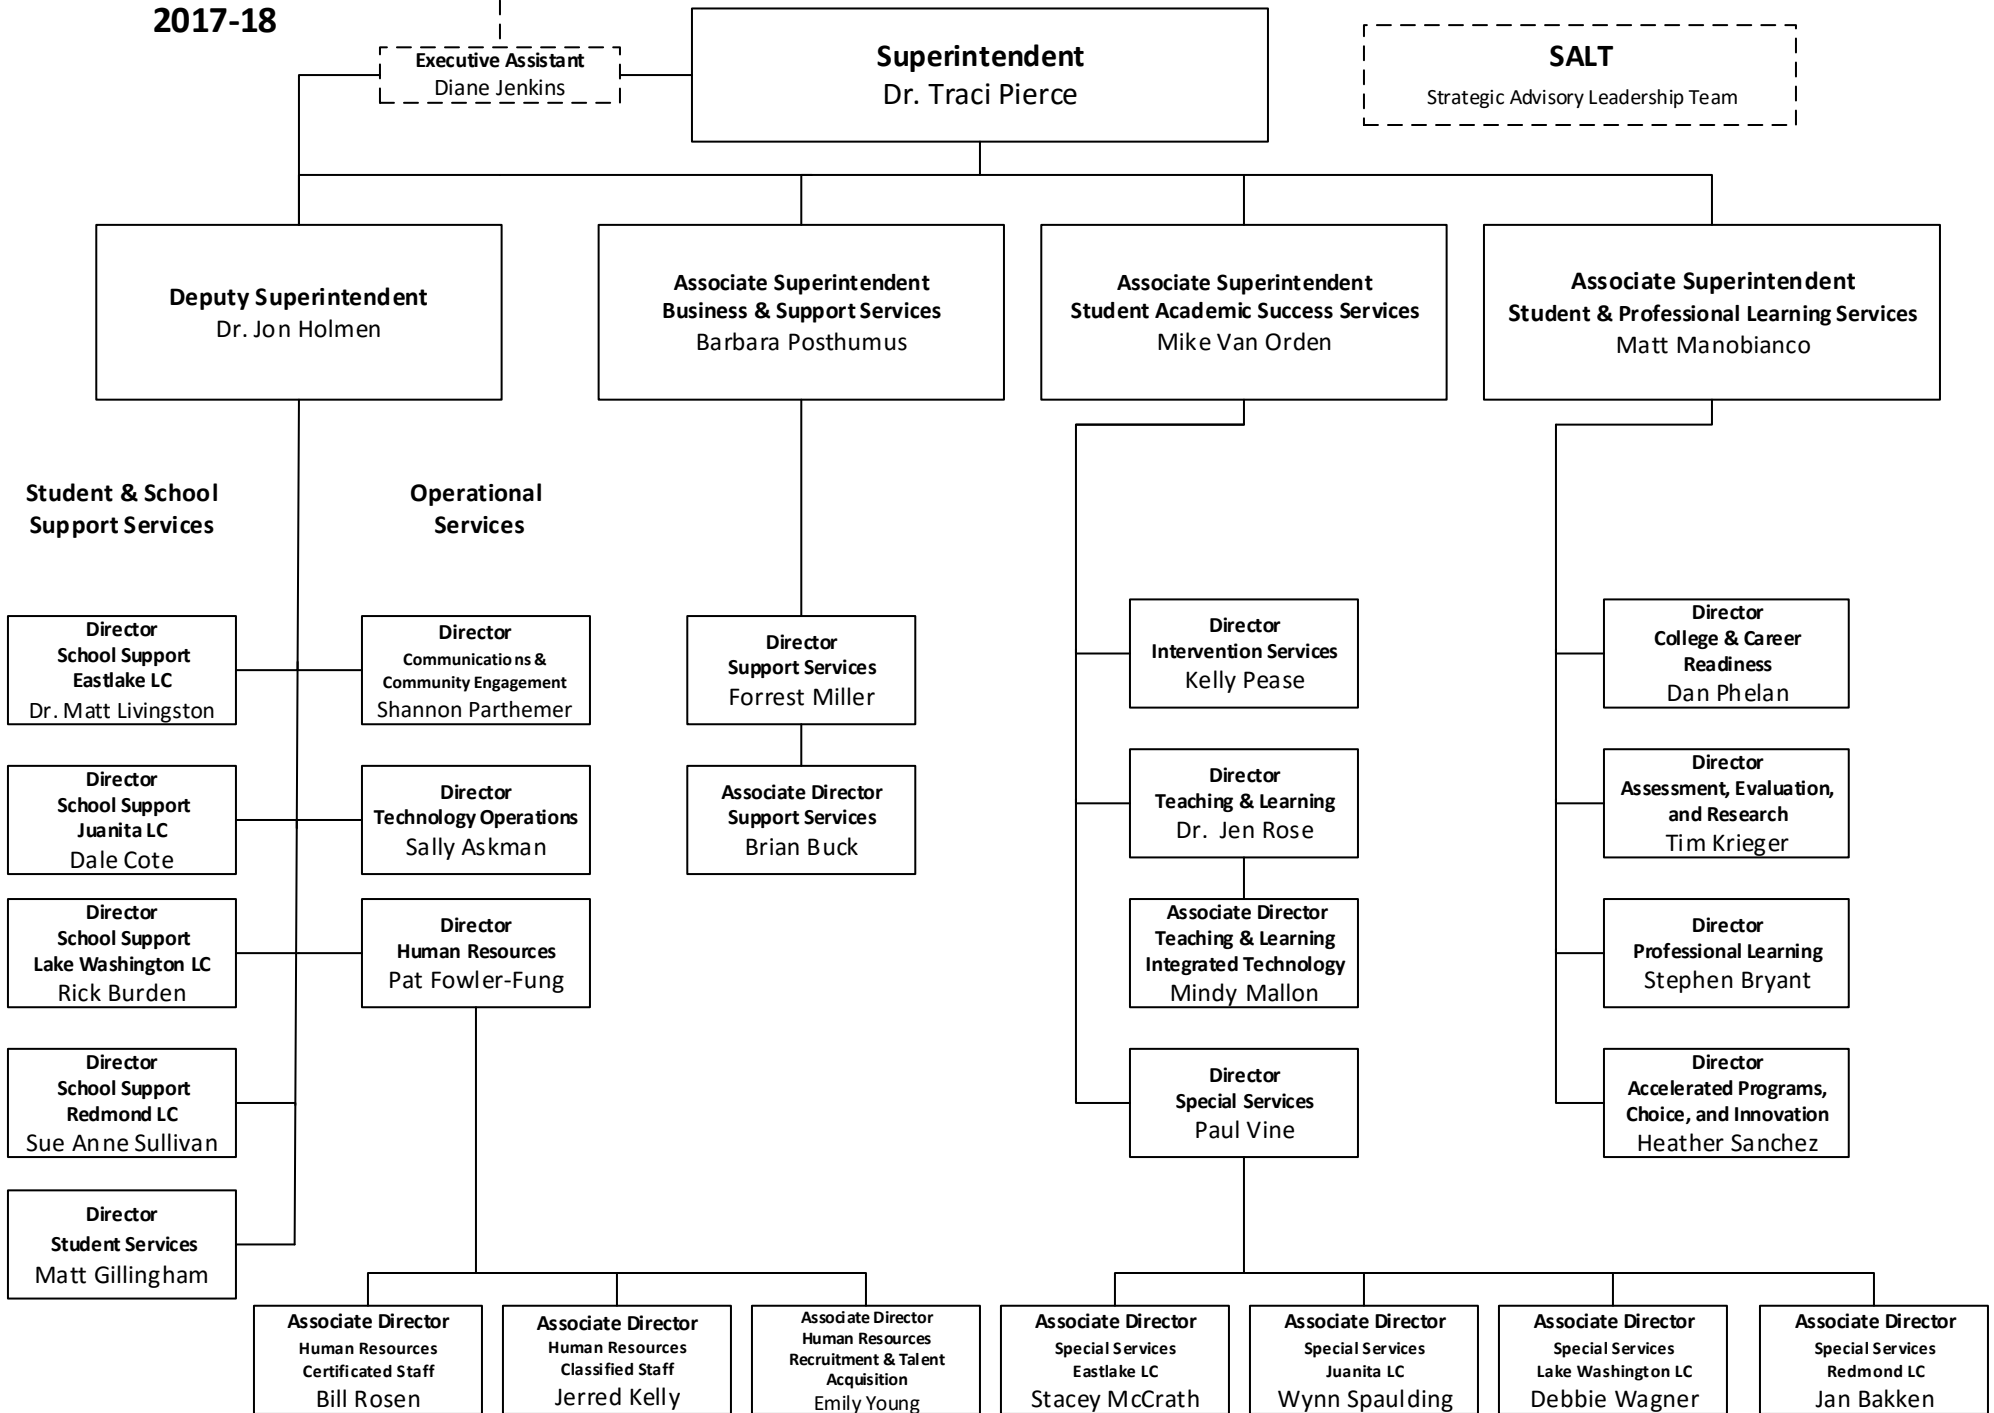 2017-18
Executive Assistant
Diane Jenkins
Superintendent
Dr. Traci Pierce
SALT
Strategic Advisory Leadership Team
Deputy Superintendent
Dr. Jon Holmen
Associate Superintendent
Business & Support Services
Barbara Posthumus
Associate Superintendent
Student Academic Success Services
Mike Van Orden
Associate Superintendent
Student & Professional Learning Services
Matt Manobianco
Student & School
Support Services
Operational
Services
Director
School Support
Eastlake LC
Dr. Matt Livingston
Director
Communications &
Community Engagement
Shannon Parthemer
Director
Support Services
Forrest Miller
Director
Intervention Services
Kelly Pease
Director
College & Career
Readiness
Dan Phelan
Director
School Support
Juanita LC
Dale Cote
Director
Technology Operations
Sally Askman
Associate Director
Support Services
Brian Buck
Director
Teaching & Learning
Dr. Jen Rose
Director
Assessment, Evaluation,
and Research
Tim Krieger
Director
School Support
Lake Washington LC
Rick Burden
Director
Human Resources
Pat Fowler-Fung
Associate Director
Teaching & Learning
Integrated Technology
Mindy Mallon
Director
Professional Learning
Stephen Bryant
Director
School Support
Redmond LC
Sue Anne Sullivan
Director
Special Services
Paul Vine
Director
Accelerated Programs,
Choice, and Innovation
Heather Sanchez
Director
Student Services
Matt Gillingham
Associate Director
Human Resources
Certificated Staff
Bill Rosen
Associate Director
Human Resources
Classified Staff
Jerred Kelly
Associate Director
Human Resources
Recruitment & Talent
Acquisition
Emily Young
Associate Director
Special Services
Eastlake LC
Stacey McCrath
Associate Director
Special Services
Juanita LC
Wynn Spaulding
Associate Director
Special Services
Lake Washington LC
Debbie Wagner
Associate Director
Special Services
Redmond LC
Jan Bakken